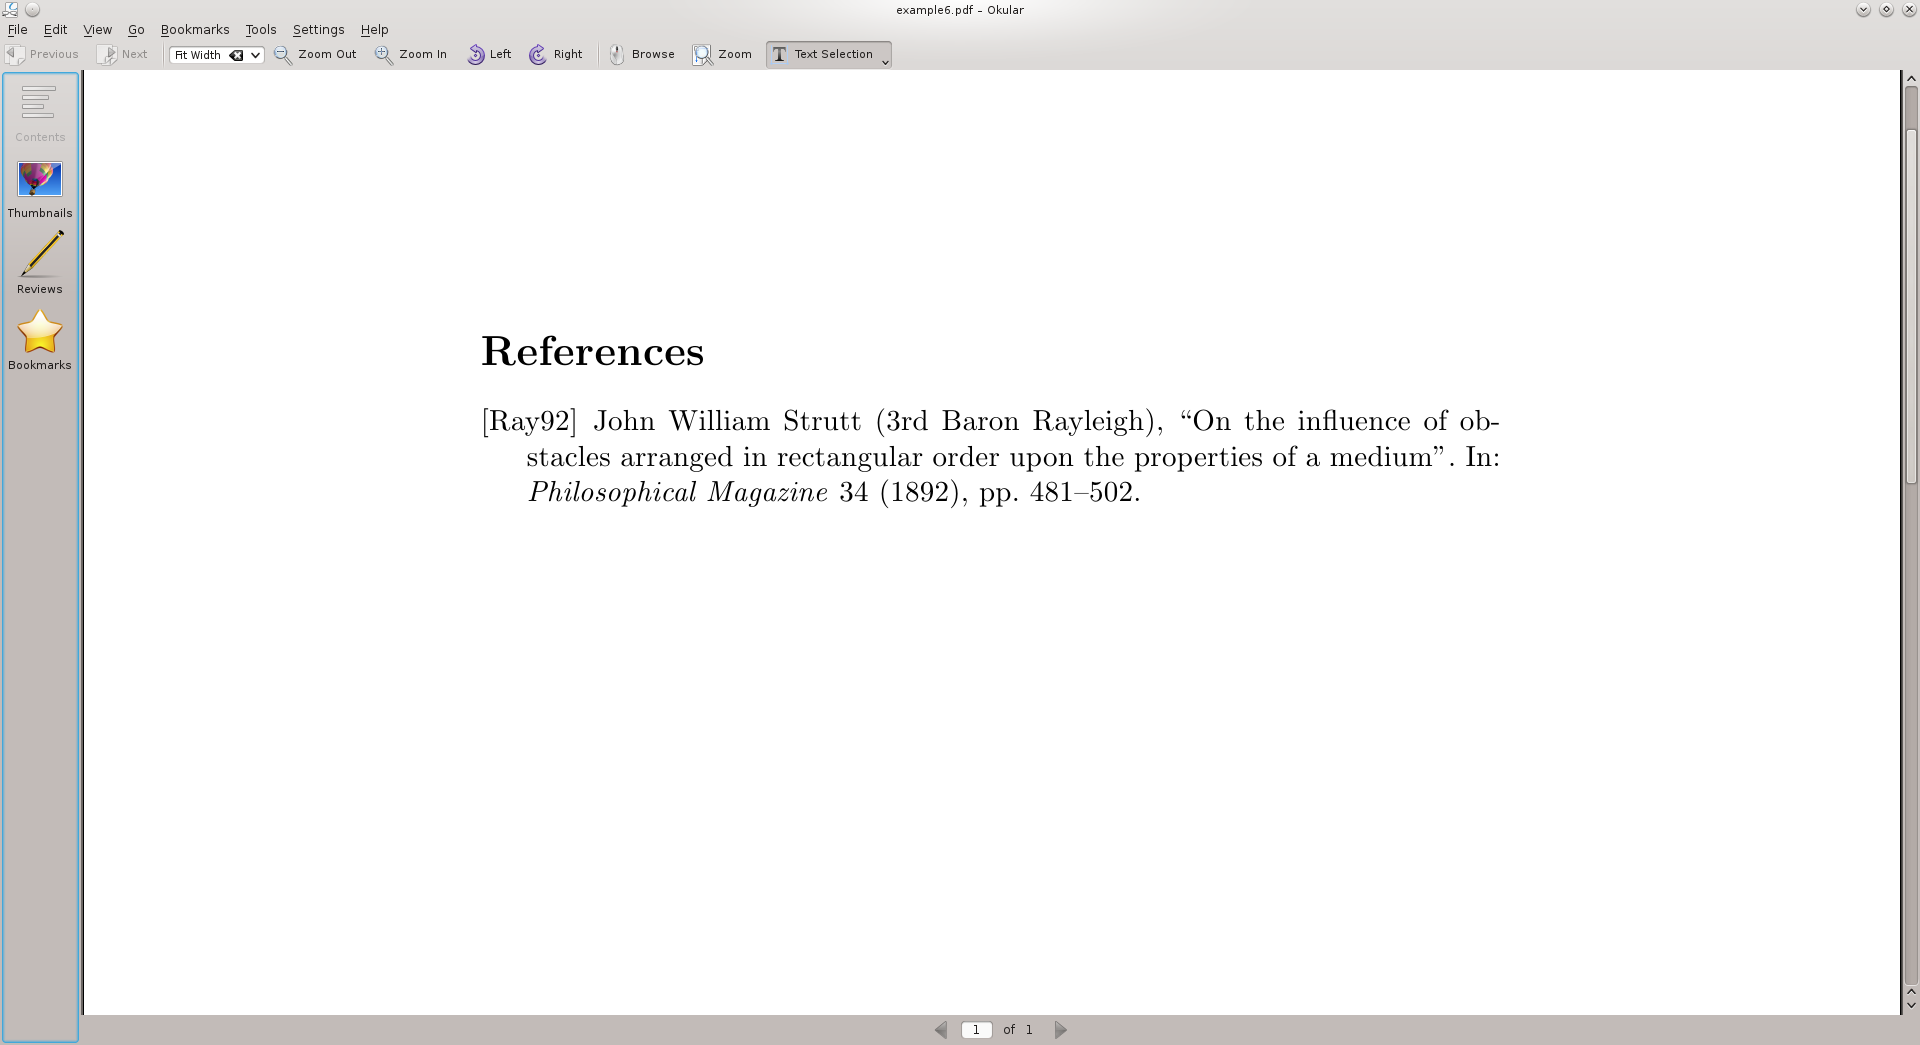 example6.pdf – Okular
File Edit View Go Bookmarks Tools Settings Help
Previous Next Fit Width Zoom Out Zoom In Left Right Browse Zoom Text Selection
Contents
Thumbnails
Reviews
Bookmarks
References
[Ray92] John William Strutt (3rd Baron Rayleigh), “On the influence of ob-
stacles arranged in rectangular order upon the properties of a medium”. In:
Philosophical Magazine 34 (1892), pp. 481–502.
1 of 1